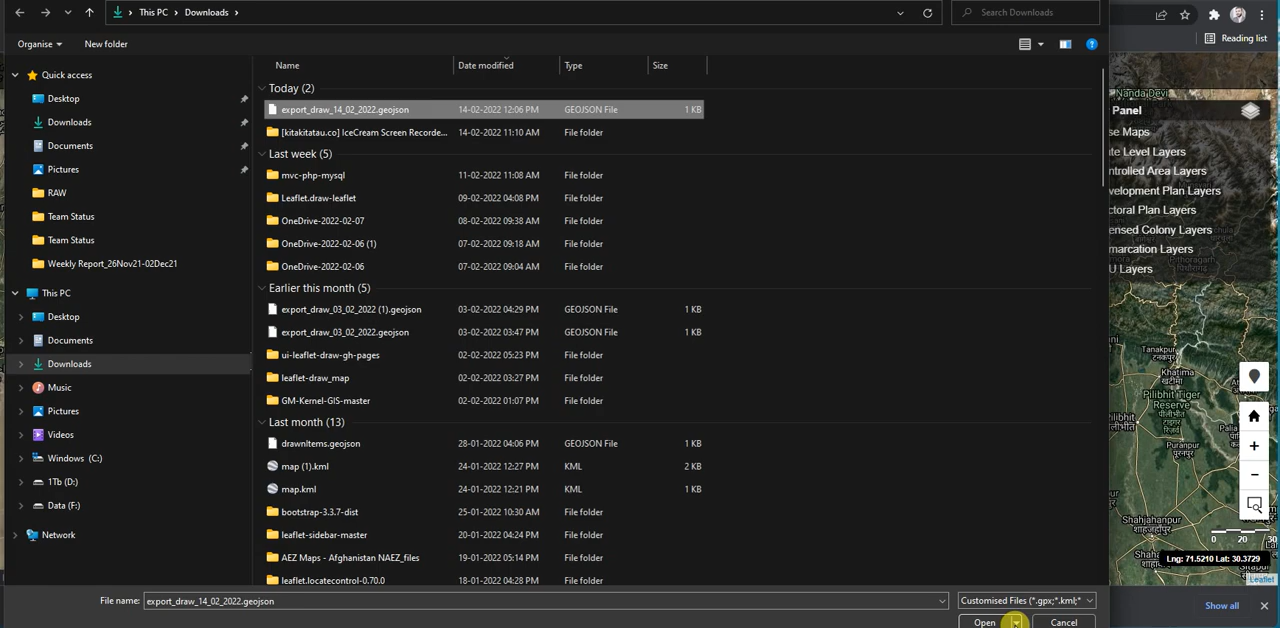 This PC
Downloads
Search Downloads
Organise
New folder
Reading list
Name
Date modified
Type
Size
Quick access
Desktop
Downloads
Documents
Pictures
RAW
Team Status
Team Status
Weekly Report_26Nov21-02Dec21
This PC
Desktop
Documents
Downloads
Music
Pictures
Videos
Windows (C:)
1Tb (D:)
Data (F:)
Network
Today (2)
export_draw_14_02_2022.geojson 14-02-2022 12:06 PM GEOJSON File 1 KB
[kitakitatau.co] IceCream Screen Recorde... 14-02-2022 11:10 AM File folder
Last week (5)
mvc-php-mysql 11-02-2022 11:08 AM File folder
Leaflet.draw-leaflet 09-02-2022 04:08 PM File folder
OneDrive-2022-02-07 08-02-2022 09:38 AM File folder
OneDrive-2022-02-06 (1) 07-02-2022 09:18 AM File folder
OneDrive-2022-02-06 07-02-2022 09:04 AM File folder
Earlier this month (5)
export_draw_03_02_2022 (1).geojson 03-02-2022 04:29 PM GEOJSON File 1 KB
export_draw_03_02_2022.geojson 03-02-2022 03:47 PM GEOJSON File 1 KB
ui-leaflet-draw-gh-pages 02-02-2022 05:23 PM File folder
leaflet-draw_map 02-02-2022 03:27 PM File folder
GM-Kernel-GIS-master 02-02-2022 01:07 PM File folder
Last month (13)
drawnItems.geojson 28-01-2022 04:06 PM GEOJSON File 1 KB
map (1).kml 24-01-2022 12:27 PM KML 2 KB
map.kml 24-01-2022 12:21 PM KML 1 KB
bootstrap-3.3.7-dist 25-01-2022 10:30 AM File folder
leaflet-sidebar-master 20-01-2022 04:24 PM File folder
AEZ Maps - Afghanistan NAEZ_files 19-01-2022 05:14 PM File folder
leaflet.locatecontrol-0.70.0 18-01-2022 04:28 PM File folder
File name: export_draw_14_02_2022.geojson
Customised Files (*.gpx;*.kml;*
Open
Cancel
Nanda Devi
Panel
se Maps
te Level Layers
ntrolled Area Layers
velopment Plan Layers
ctoral Plan Layers
ensed Colony Layers
marcation Layers
U Layers
Pithoragarh
पिथौरागढ़
Tanakpur
टनकपुर
Khatima
खटीमा
Pilibhit Tiger
Reserve
पीलीभीत
टाइगर
रिज़र्व
Palia
Puranpur
पूरनपुर
Shahjahanpur
शाहजहाँपुर
+
−
0 20 30
Lng: 71.5210 Lat: 30.3729
Leaflet
Show all